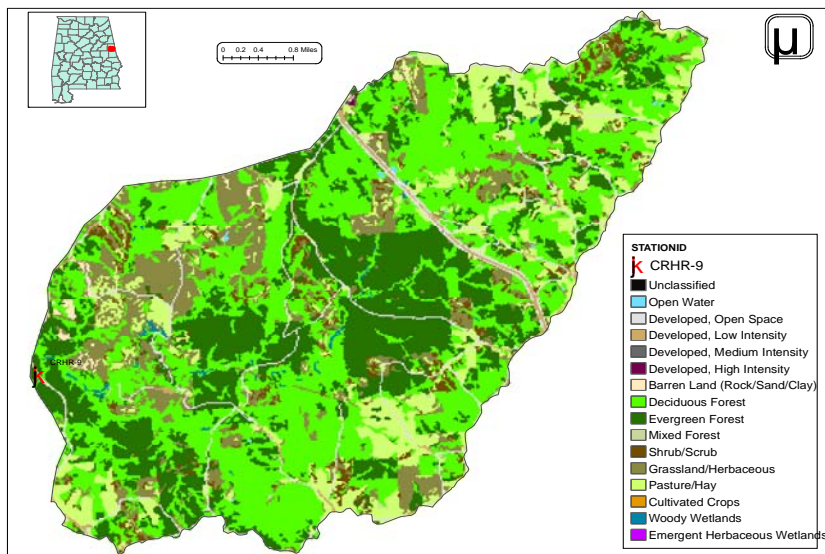 0 0.2 0.4 0.8 Miles
µ
CRHR-9
STATIONID
CRHR-9
Unclassified
Open Water
Developed, Open Space
Developed, Low Intensity
Developed, Medium Intensity
Developed, High Intensity
Barren Land (Rock/Sand/Clay)
Deciduous Forest
Evergreen Forest
Mixed Forest
Shrub/Scrub
Grassland/Herbaceous
Pasture/Hay
Cultivated Crops
Woody Wetlands
Emergent Herbaceous Wetlands